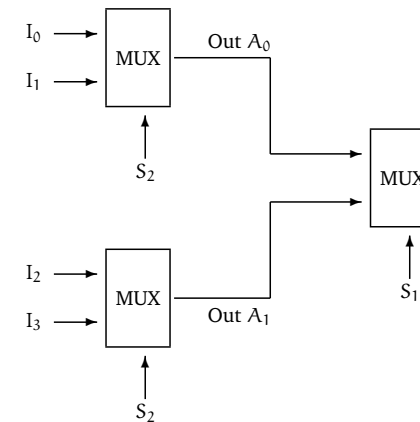 I₀
I₁
MUX
Out A₀
S₂
MUX
S₁
I₂
I₃
MUX
Out A₁
S₂